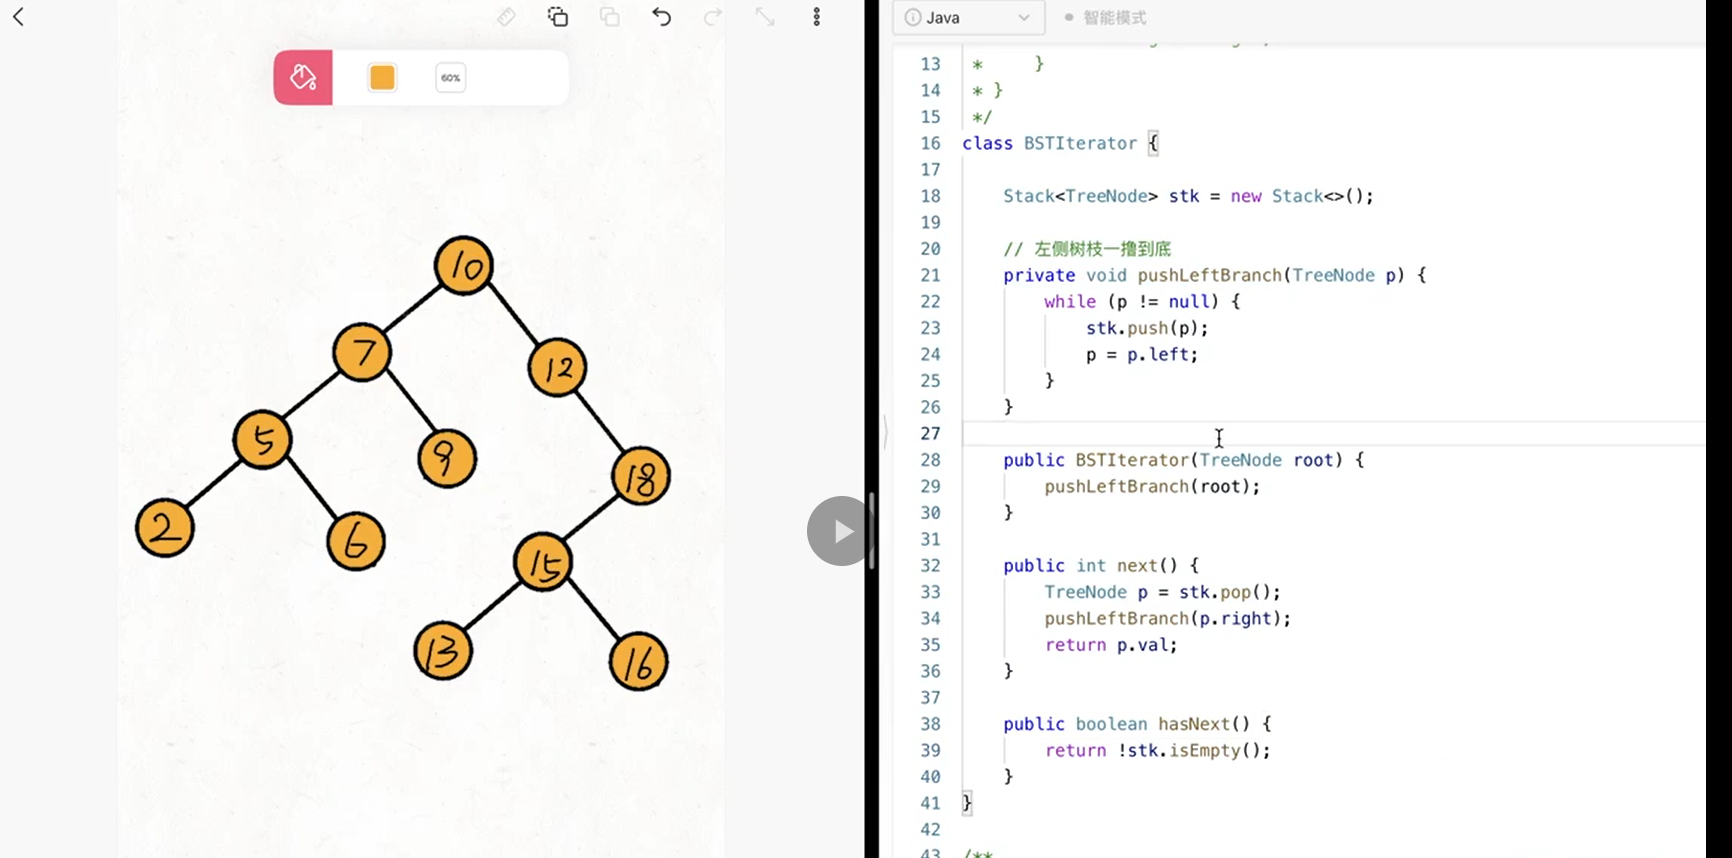 60%
10
7
12
5
9
18
2
6
15
13
16
Java
智能模式
13 *     }
14 * }
15 */
16 class BSTIterator {
17
18     Stack<TreeNode> stk = new Stack<>();
19
20     // 左侧树枝一撸到底
21     private void pushLeftBranch(TreeNode p) {
22         while (p != null) {
23             stk.push(p);
24             p = p.left;
25         }
26     }
27
28     public BSTIterator(TreeNode root) {
29         pushLeftBranch(root);
30     }
31
32     public int next() {
33         TreeNode p = stk.pop();
34         pushLeftBranch(p.right);
35         return p.val;
36     }
37
38     public boolean hasNext() {
39         return !stk.isEmpty();
40     }
41 }
42
43 /**